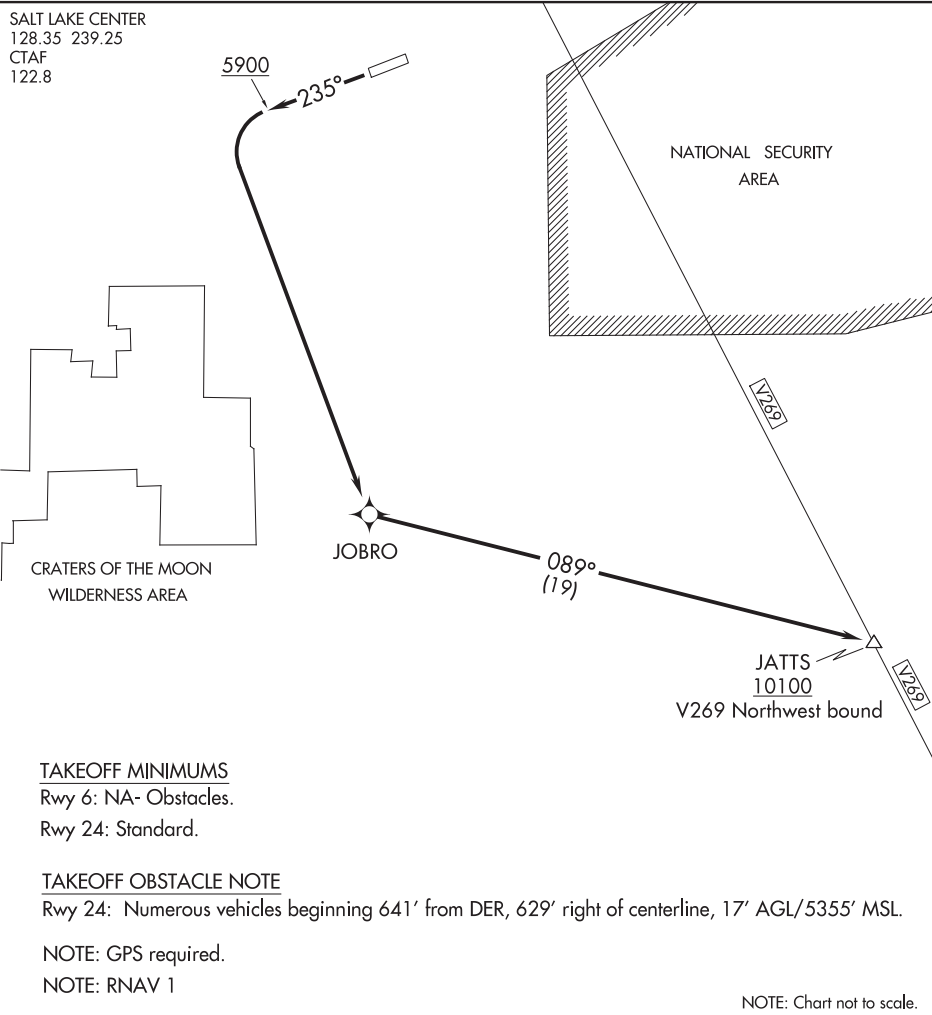 SALT LAKE CENTER
128.35 239.25
CTAF
122.8
5900
235°
NATIONAL SECURITY
AREA
V269
CRATERS OF THE MOON
WILDERNESS AREA
JOBRO
089°
(19)
JATTS
10100
V269 Northwest bound
V269
TAKEOFF MINIMUMS
Rwy 6: NA- Obstacles.
Rwy 24: Standard.
TAKEOFF OBSTACLE NOTE
Rwy 24: Numerous vehicles beginning 641' from DER, 629' right of centerline, 17' AGL/5355' MSL.
NOTE: GPS required.
NOTE: RNAV 1
NOTE: Chart not to scale.